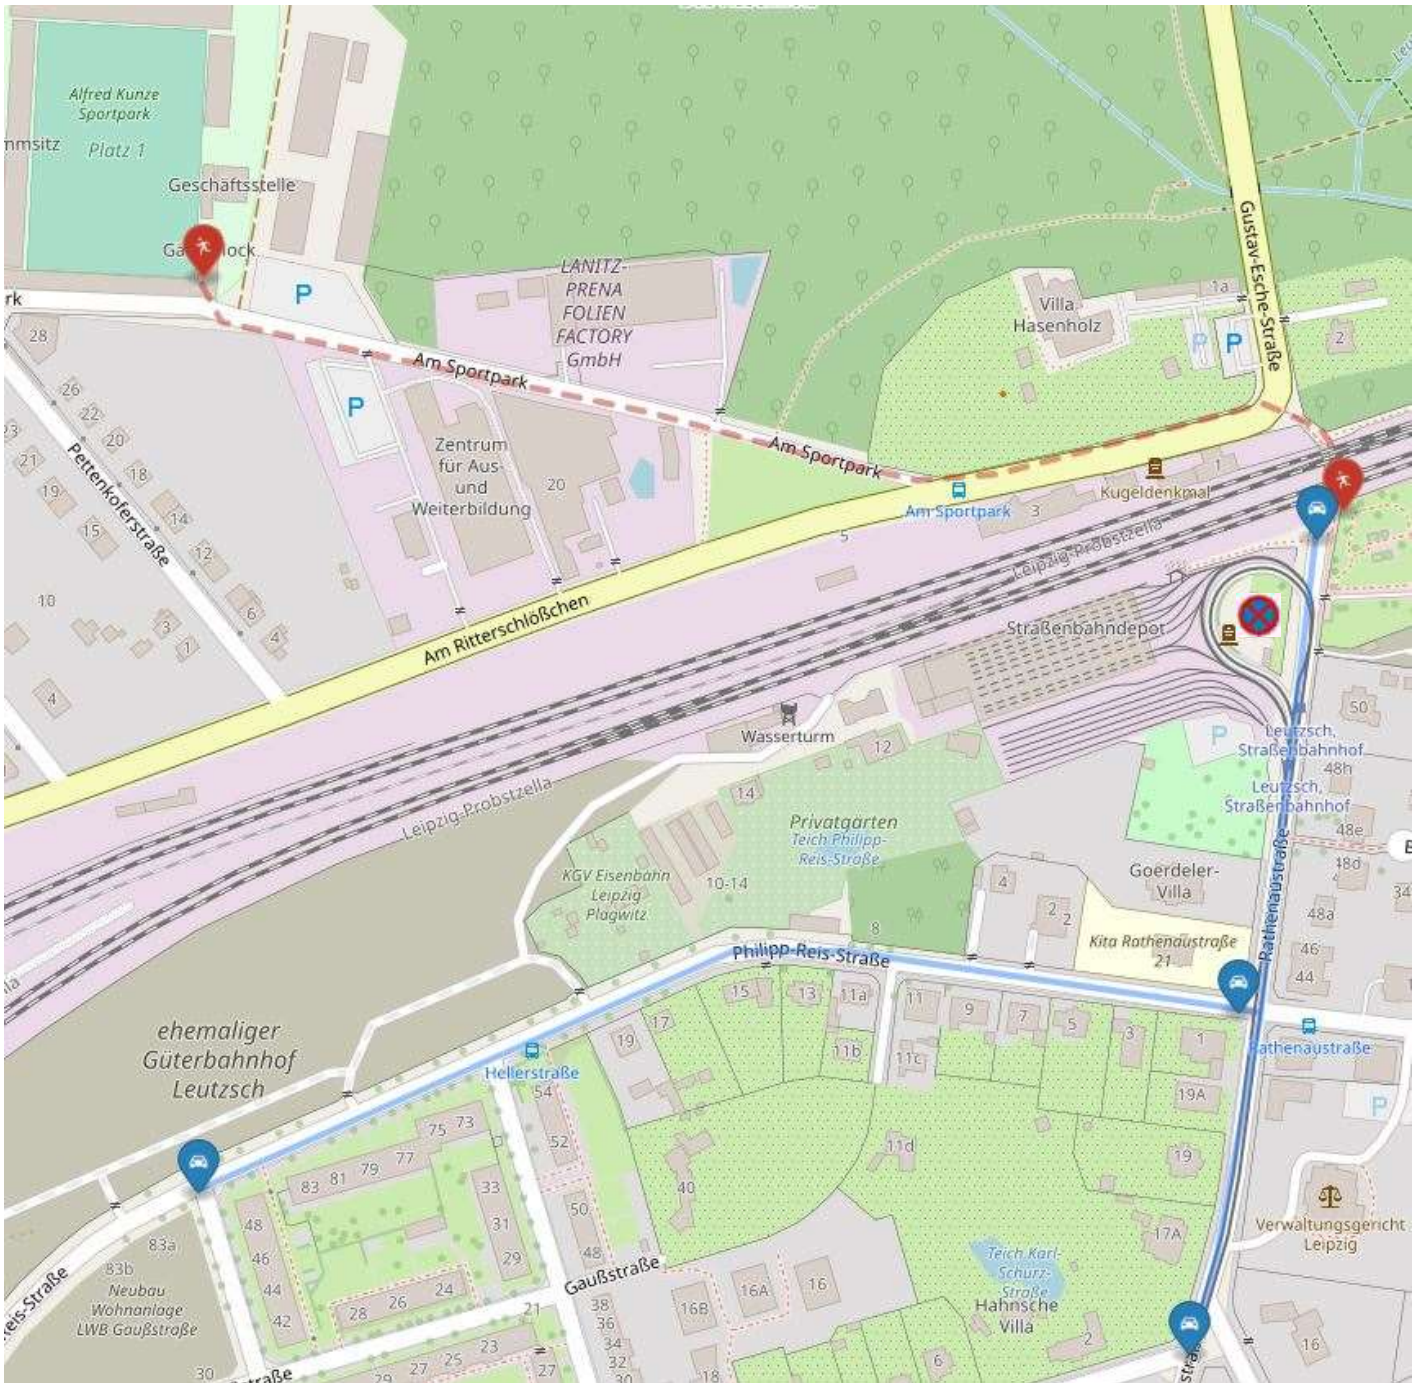 Alfred Kunze
Sportpark
Platz 1
Geschäftsstelle
P
LANITZ-
PRENA
FOLIEN
FACTORY
GmbH
Villa
Hasenholz
1a
P
P
2
Gustav-Esche-Straße
28
26
22
20
18
14
12
6
4
23
21
19
15
10
3
1
4
Pettenkoferstraße
P
Am Sportpark
Am Sportpark
Zentrum
für Aus-
und
Weiterbildung
20
Am Sportpark
3
1
Kugeldenkmal
5
Leipzig-Probstzella
Am Ritterschlößchen
Straßenbahndepot
Wasserturm
12
14
P
50
Leutzsch,
Straßenbahnhof
48h
Leutzsch,
Straßenbahnhof
48e
48d
48a
46
44
34
Leipzig-Probstzella
Privatgärten
Teich Philipp-
Reis-Straße
KGV Eisenbahn
Leipzig
Plagwitz
10-14
4
2
2
8
Goerdeler-
Villa
Kita Rathenaustraße
21
Rathenaustraße
Philipp-Reis-Straße
15
13
11a
11
9
7
5
3
1
17
19
11b
11c
19A
19
17A
11d
40
Rathenaustraße
P
ehemaliger
Güterbahnhof
Leutzsch
Hellerstraße
54
52
50
48
75
73
77
79
81
83
33
31
29
48
46
44
42
28
26
24
83a
83b
Neubau
Wohnanlage
LWB Gaußstraße
30
Gaußstraße
21
23
25
27
29
27
38
36
34
32
30
16B
16A
16
18
Teich Karl-
Schurz-
Straße
Hahnsche
Villa
2
6
Verwaltungsgericht
Leipzig
16